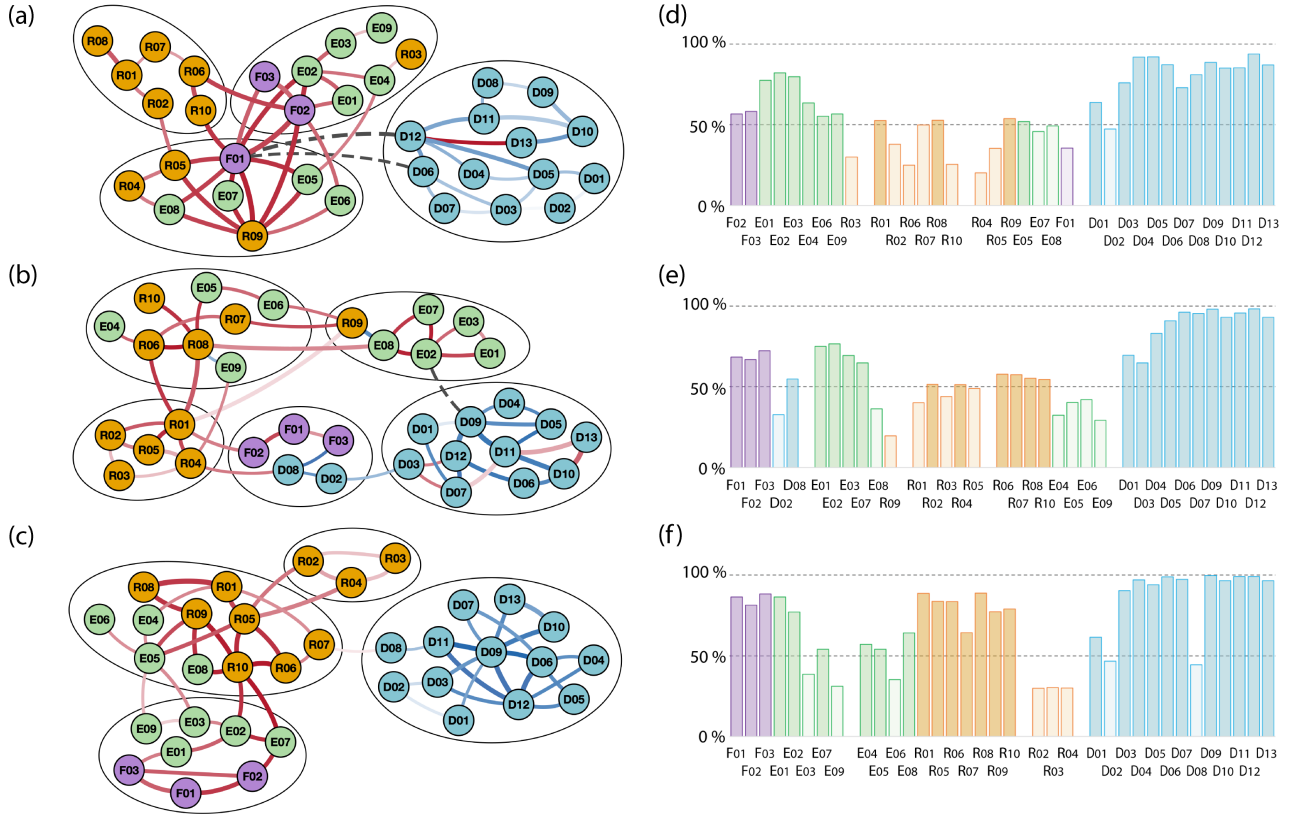 (a)
R08
R07
R01
R06
R02
R10
E09
E03
R03
F03
E02
E04
E01
F02
F01
R05
R04
E07
E05
E08
E06
R09
D08
D09
D11
D10
D12
D13
D06
D04
D05
D01
D07
D03
D02
(b)
R10
E05
E06
E04
R07
R06
R08
E09
R09
E07
E03
E08
E02
E01
R01
R02
R05
R04
R03
F01
F02
F03
D08
D02
D04
D01
D09
D05
D13
D03
D12
D11
D10
D07
D06
(c)
R08
R01
E06
E04
R09
R05
E05
E08
R10
R06
R07
R02
R03
R04
E09
E03
E02
E07
E01
F03
F02
F01
D07
D13
D11
D10
D08
D09
D06
D04
D02
D03
D12
D05
D01
(d)
100 %
50 %
0 %
F02 E01 E03 E06 R03 R01 R06 R08 R04 R09 E07 F01 D01 D03 D05 D07 D09 D11 D13
F03 E02 E04 E09 R02 R07 R10 R05 E05 E08 D02 D04 D06 D08 D10 D12
(e)
100 %
50 %
0 %
F01 F03 D08 E01 E03 E08 R01 R03 R05 R06 R08 E04 E06 D01 D04 D06 D09 D11 D13
F02 D02 E02 E07 R09 R02 R04 R07 R10 E05 E09 D03 D05 D07 D10 D12
(f)
100 %
50 %
0 %
F01 F03 E02 E07 E04 E06 R01 R06 R08 R10 R02 R04 D01 D03 D05 D07 D09 D11 D13
F02 E01 E03 E09 E05 E08 R05 R07 R09 R03 D02 D04 D06 D08 D10 D12